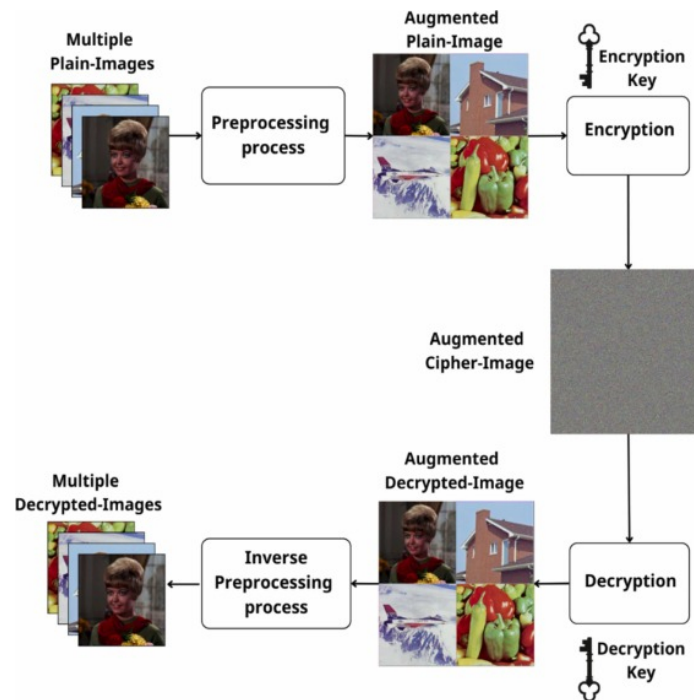 Multiple
Plain-Images
Preprocessing
process
Augmented
Plain-Image
Encryption
Key
Encryption
Augmented
Cipher-Image
Multiple
Decrypted-Images
Inverse
Preprocessing
process
Augmented
Decrypted-Image
Decryption
Decryption
Key